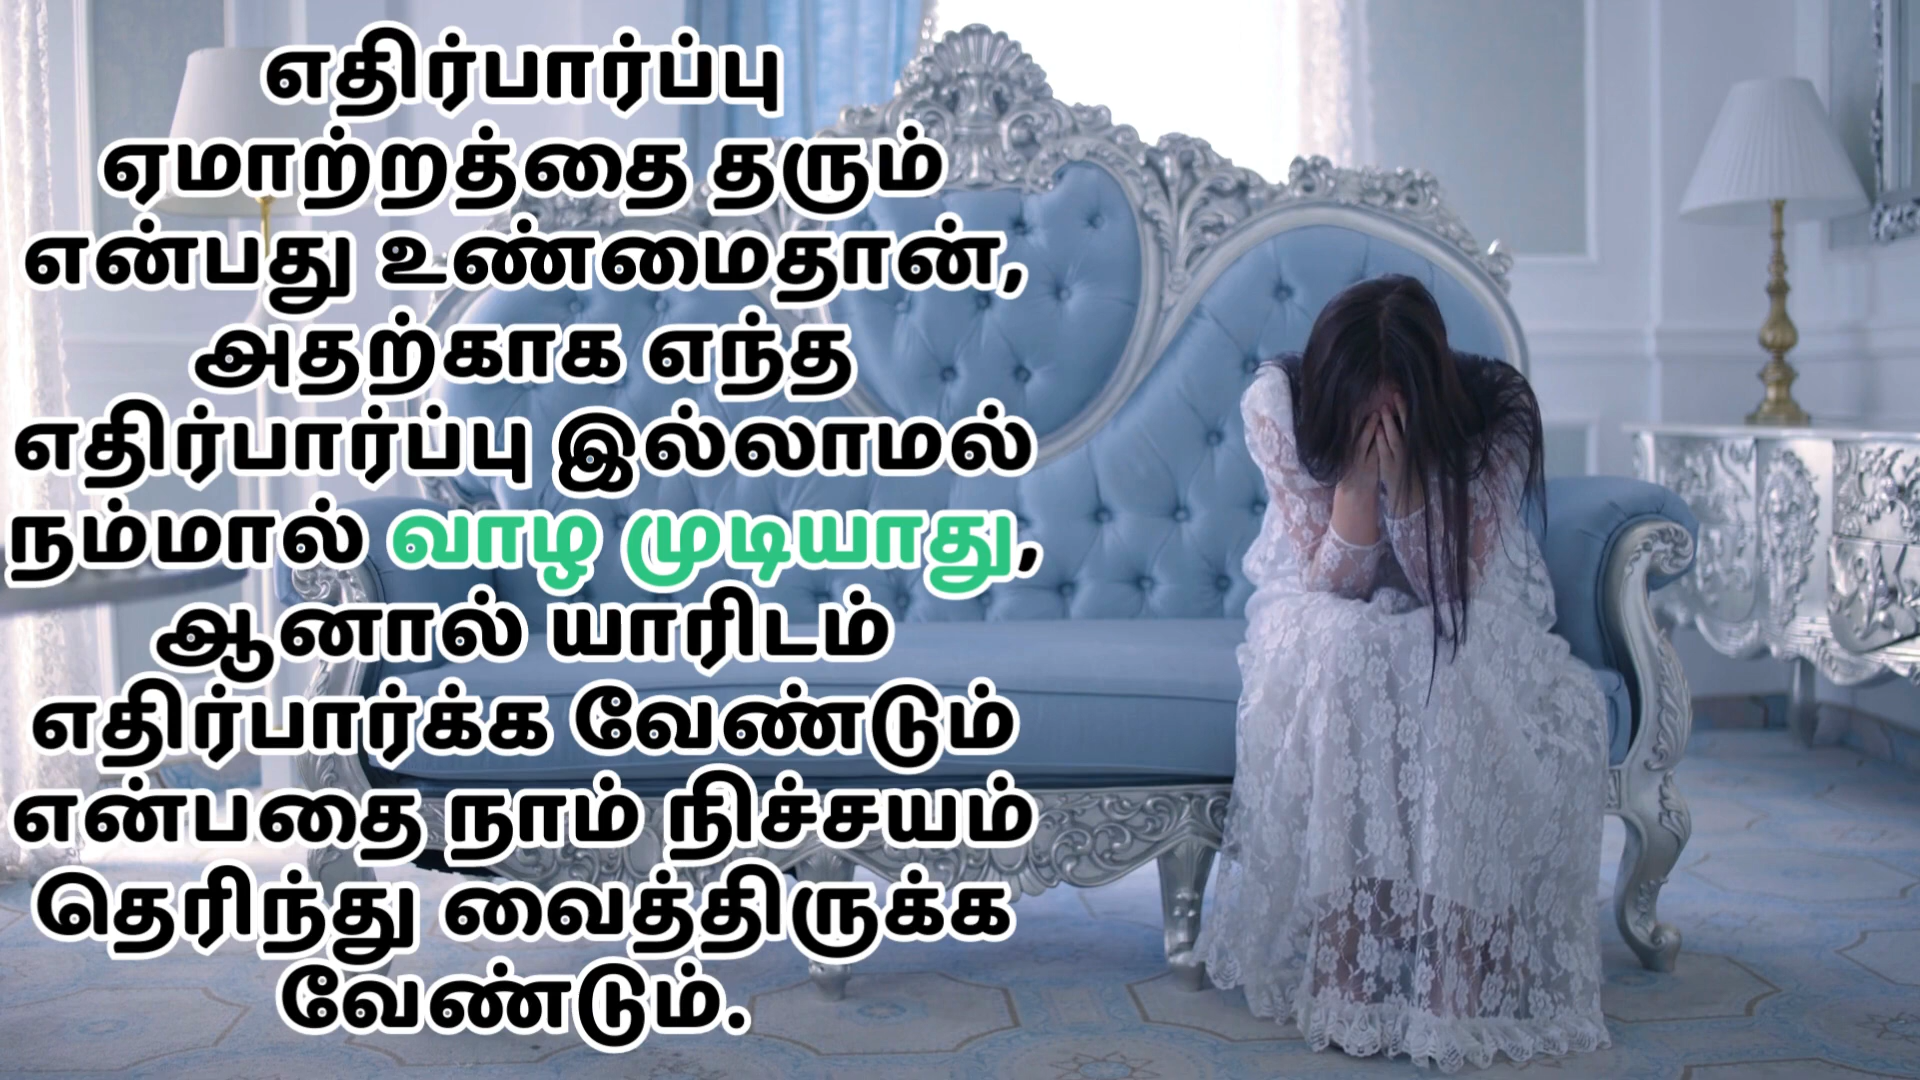 எதிர்பார்ப்பு
ஏமாற்றத்தை தரும்
என்பது உண்மைதான்,
அதற்காக எந்த
எதிர்பார்ப்பு இல்லாமல்
நம்மால் வாழ முடியாது,
ஆனால் யாரிடம்
எதிர்பார்க்க வேண்டும்
என்பதை நாம் நிச்சயம்
தெரிந்து வைத்திருக்க
வேண்டும்.